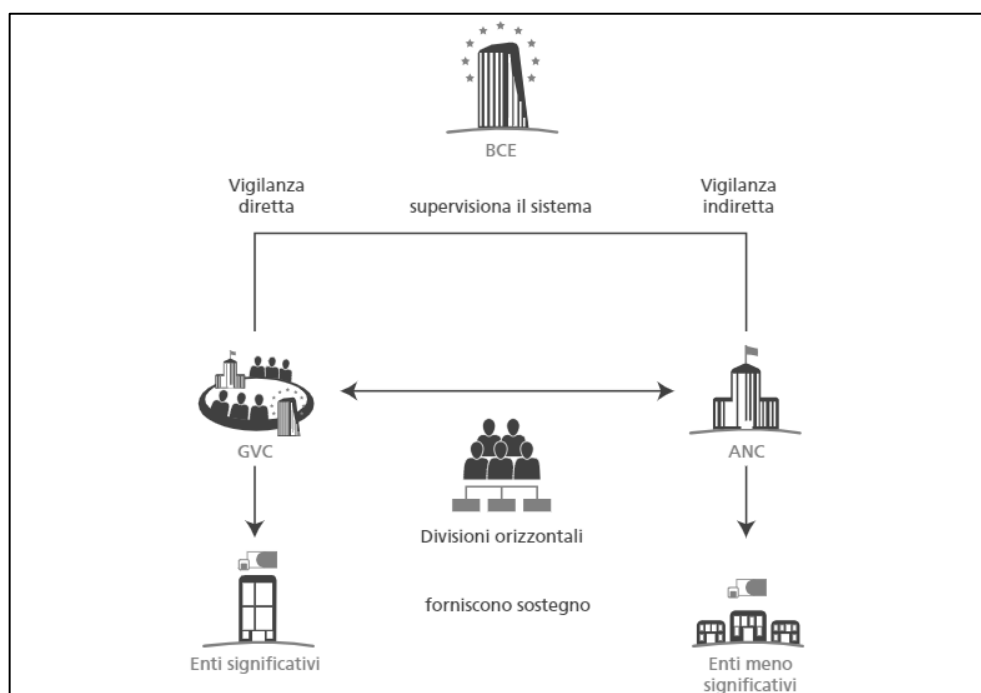 BCE
Vigilanza
diretta
supervisiona il sistema
Vigilanza
indiretta
GVC
ANC
Divisioni orizzontali
forniscono sostegno
Enti significativi
Enti meno
significativi